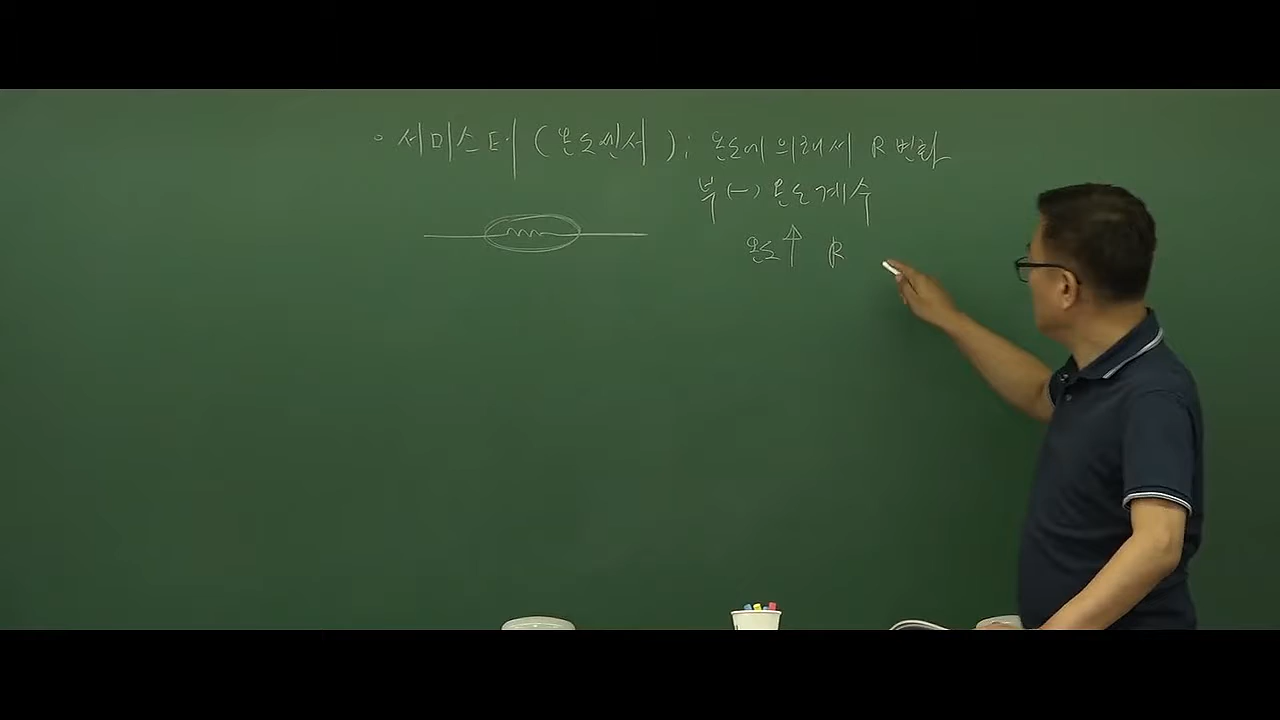 ◦ 서미스터 (온도센서) ; 온도에 의해서 R 변화
부 (-) 온도계수
온도 ↑ R